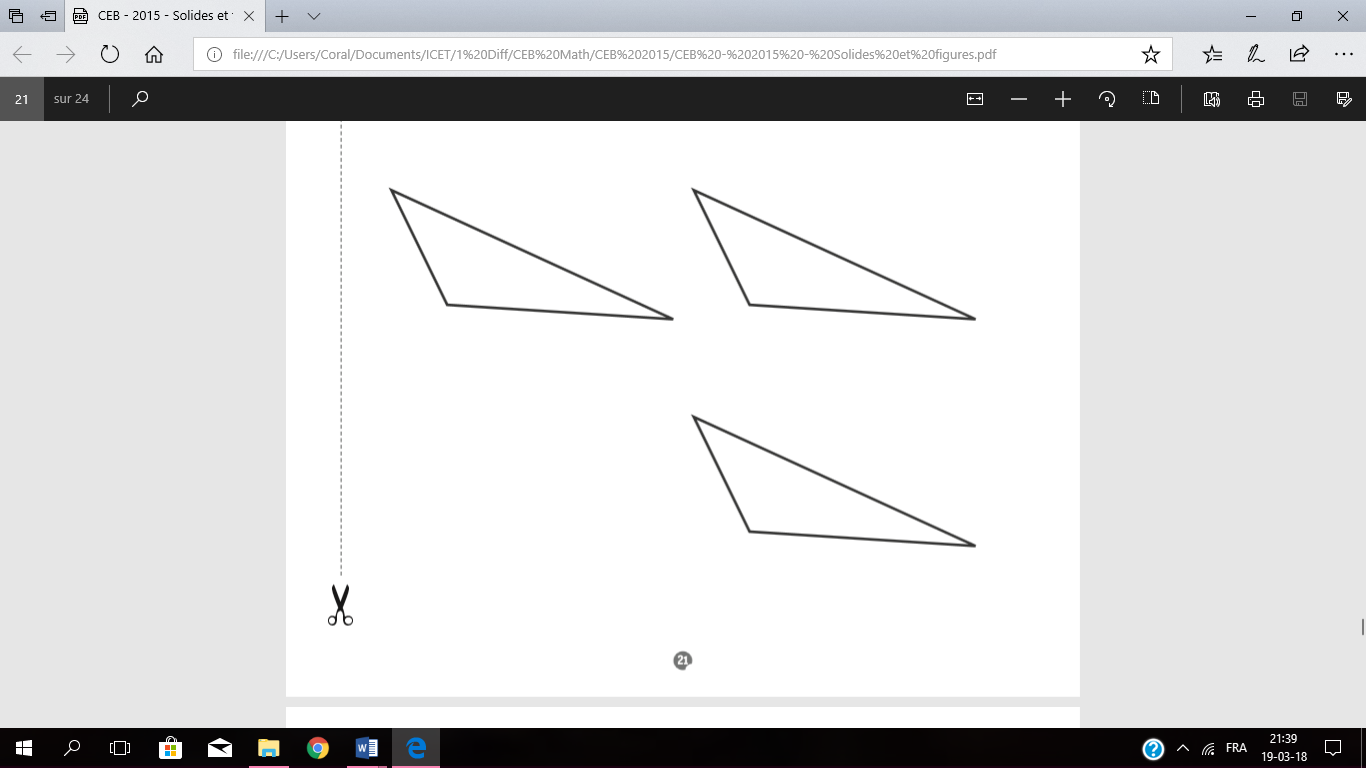 CEB - 2015 - Solides et
file:///C:/Users/Coral/Documents/ICET/1%20Diff/CEB%20Math/CEB%202015/CEB%20-%202015%20-%20Solides%20et%20figures.pdf
21 sur 24
21
21:39
FRA
19-03-18